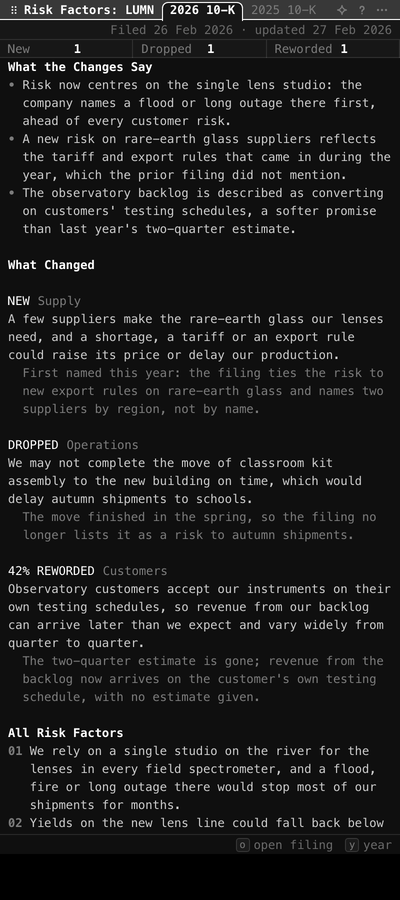 ⠿ Risk Factors: LUMN 2026 10-K 2025 10-K ✧ ? ···
Filed 26 Feb 2026 · updated 27 Feb 2026
New 1 Dropped 1 Reworded 1
What the Changes Say
• Risk now centres on the single lens studio: the
company names a flood or long outage there first,
ahead of every customer risk.
• A new risk on rare-earth glass suppliers reflects
the tariff and export rules that came in during the
year, which the prior filing did not mention.
• The observatory backlog is described as converting
on customers' testing schedules, a softer promise
than last year's two-quarter estimate.
What Changed
NEW Supply
A few suppliers make the rare-earth glass our lenses
need, and a shortage, a tariff or an export rule
could raise its price or delay our production.
First named this year: the filing ties the risk to
new export rules on rare-earth glass and names two
suppliers by region, not by name.
DROPPED Operations
We may not complete the move of classroom kit
assembly to the new building on time, which would
delay autumn shipments to schools.
The move finished in the spring, so the filing no
longer lists it as a risk to autumn shipments.
42% REWORDED Customers
Observatory customers accept our instruments on their
own testing schedules, so revenue from our backlog
can arrive later than we expect and vary widely from
quarter to quarter.
The two-quarter estimate is gone; revenue from the
backlog now arrives on the customer's own testing
schedule, with no estimate given.
All Risk Factors
01 We rely on a single studio on the river for the
lenses in every field spectrometer, and a flood,
fire or long outage there would stop most of our
shipments for months.
02 Yields on the new lens line could fall back below
o open filing y year